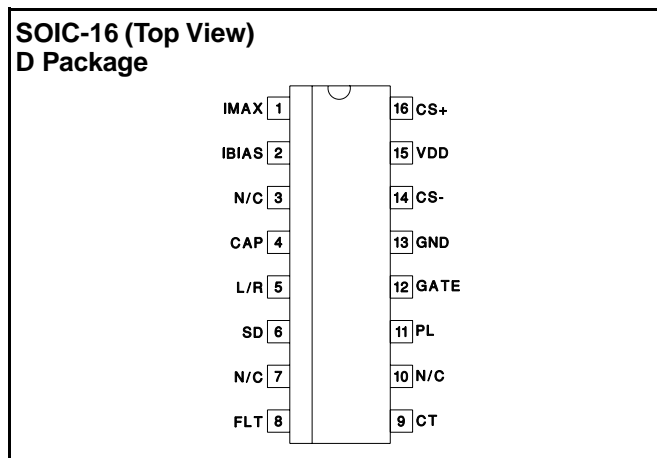 SOIC-16 (Top View)
D Package
IMAX 1 16 CS+
IBIAS 2 15 VDD
N/C 3 14 CS-
CAP 4 13 GND
L/R 5 12 GATE
SD 6 11 PL
N/C 7 10 N/C
FLT 8 9 CT